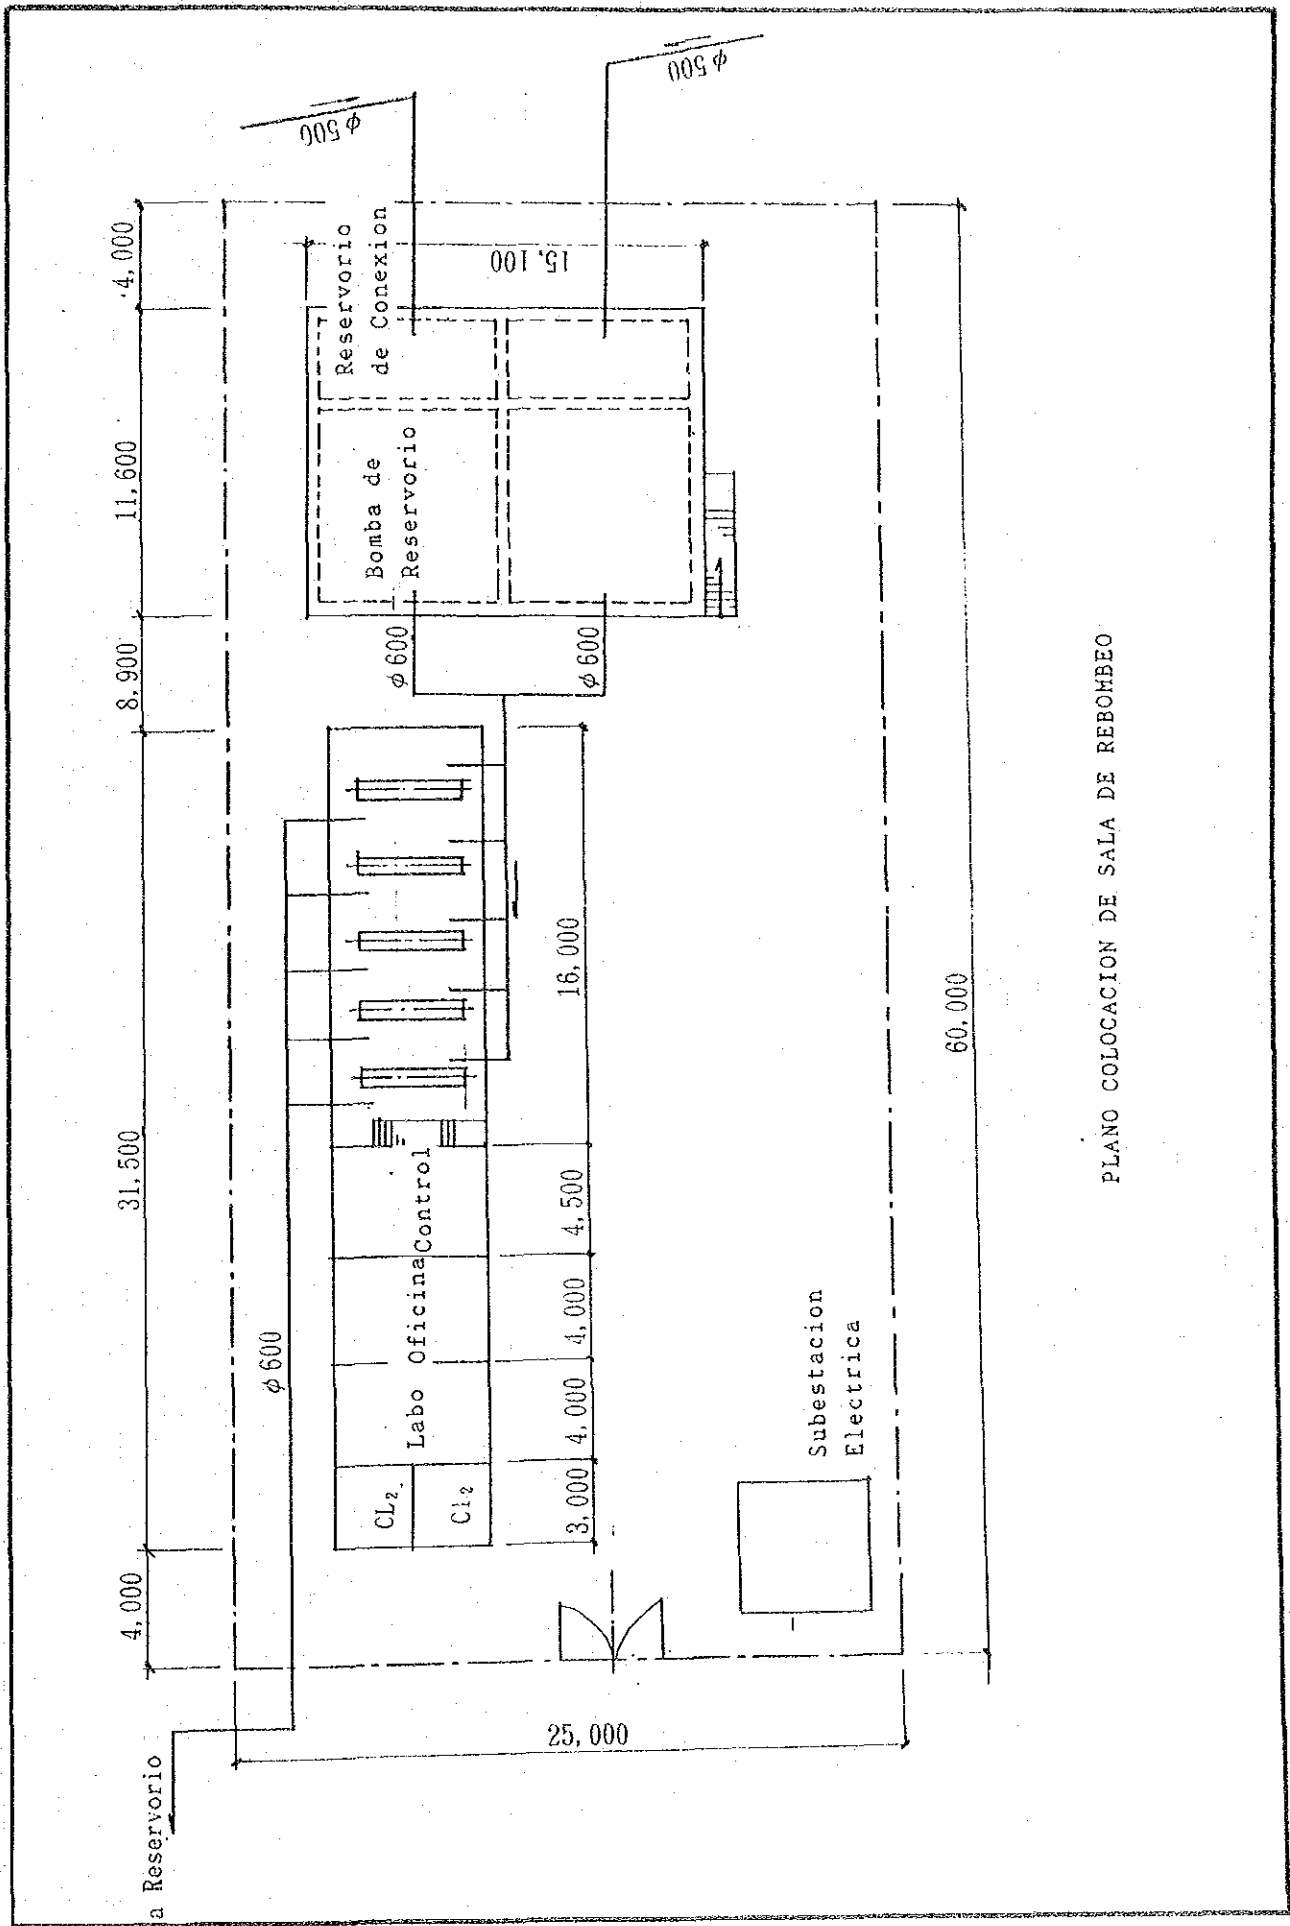 a Reservorio
4,000
31,500
8,900
11,600
4,000
φ500
φ500
φ600
Reservorio
de Conexion
15,100
Bomba de
Reservorio
φ600
φ600
CL₂
Cl₂
Labo
Oficina
Control
3,000
4,000
4,000
4,500
16,000
25,000
Subestacion
Electrica
60,000
PLANO COLOCACION DE SALA DE REBOMBEO